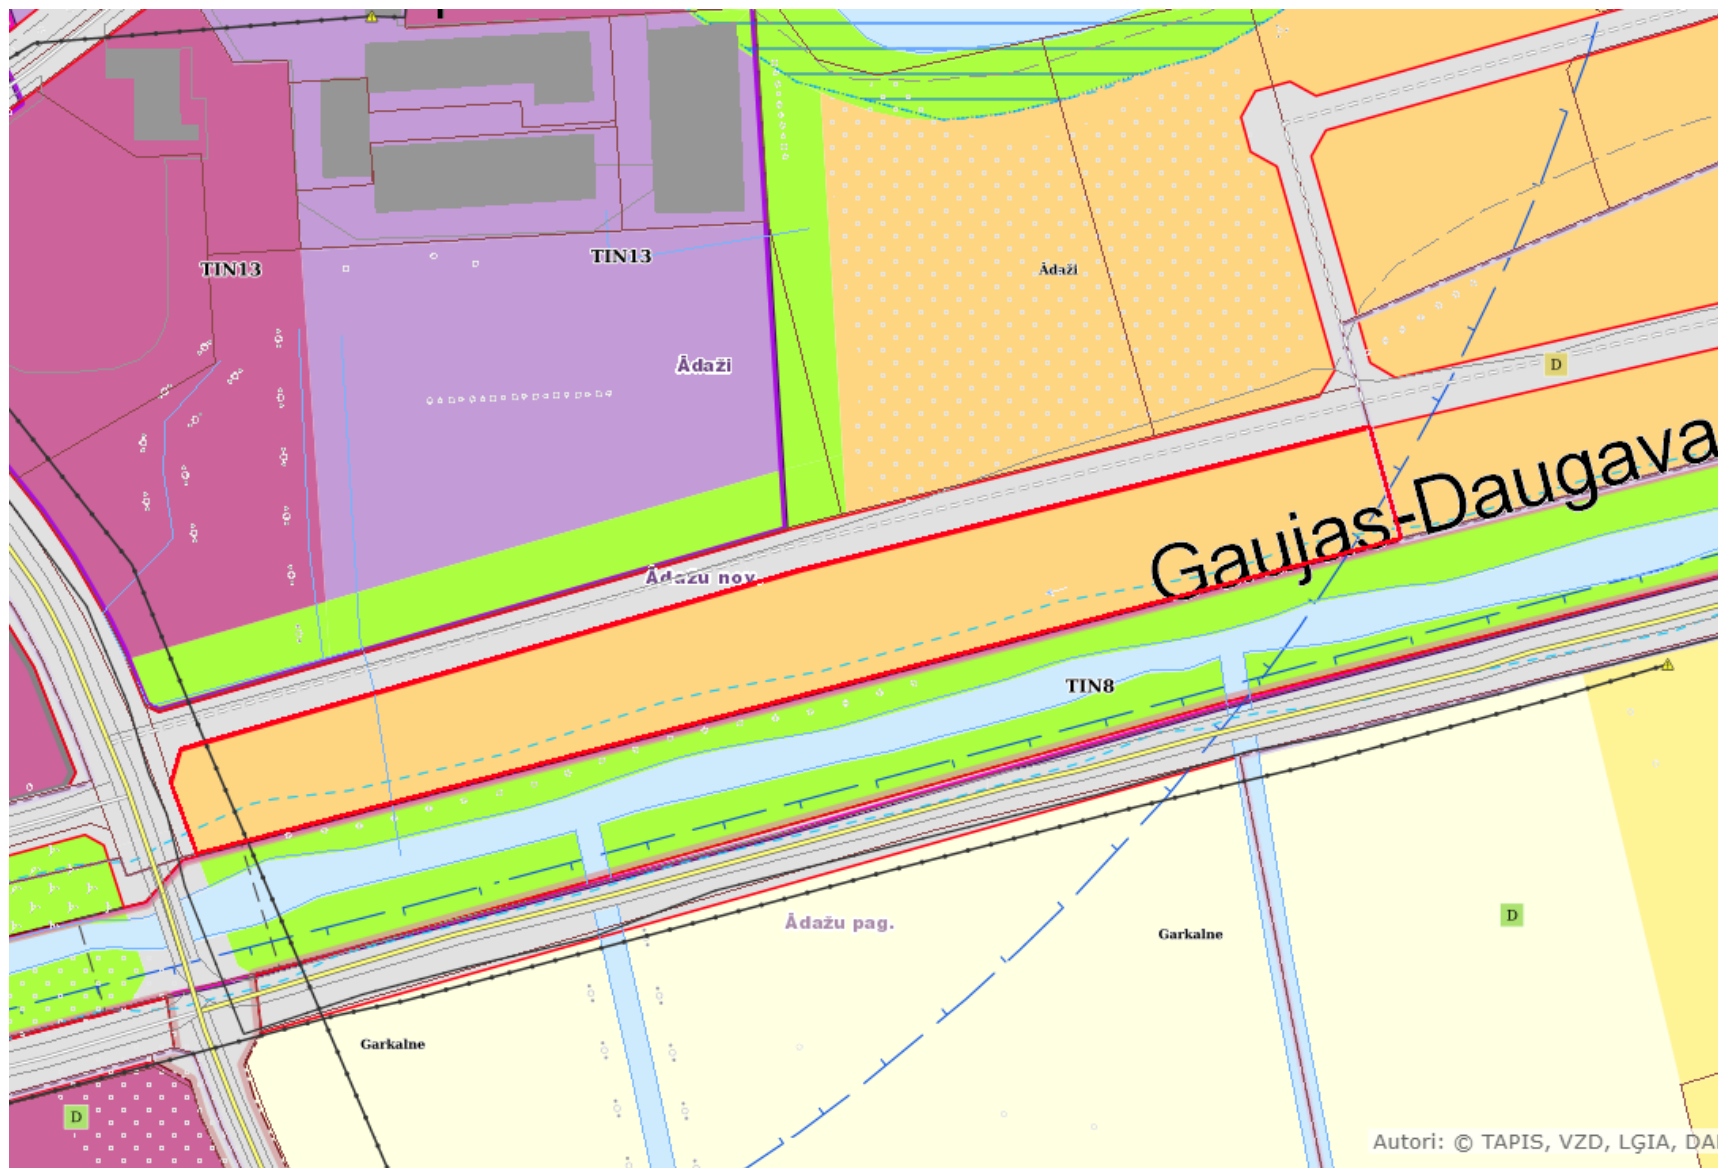 TIN13
TIN13
Ādaži
Ādaži
D
Gaujas-Daugava
Ādažu nov.
TIN8
Ādažu pag.
Garkalne
D
Garkalne
D
Autori: © TAPIS, VZD, LĢIA, DA